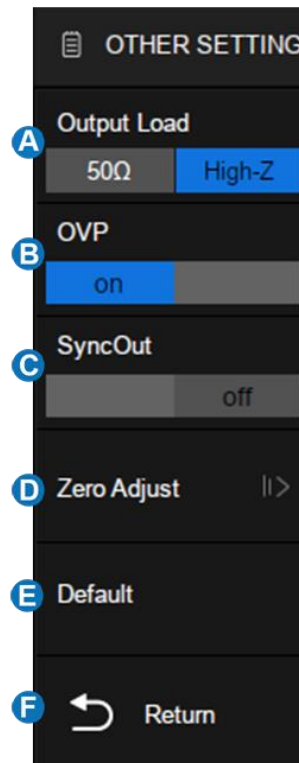 OTHER SETTING
A
Output Load
50Ω High-Z
B
OVP
on
C
SyncOut
off
D
Zero Adjust
E
Default
F
Return